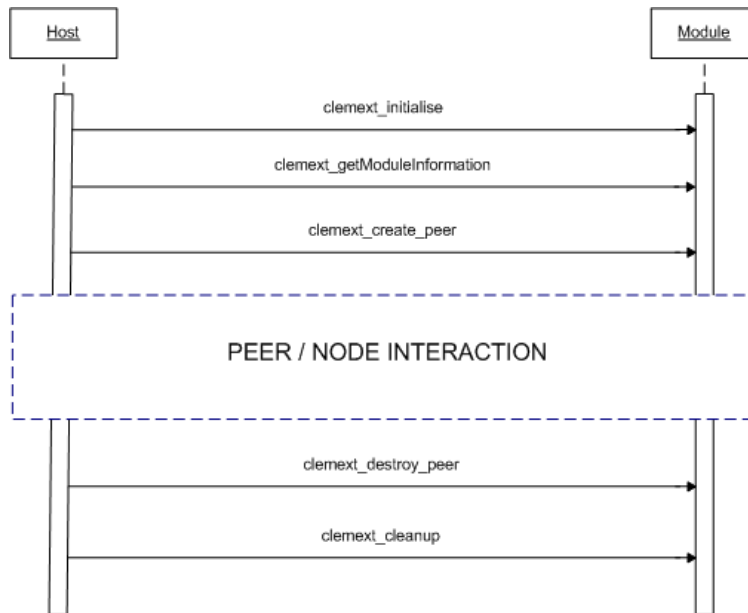 Host
Module
clemext_initialise
clemext_getModuleInformation
clemext_create_peer
PEER / NODE INTERACTION
clemext_destroy_peer
clemext_cleanup